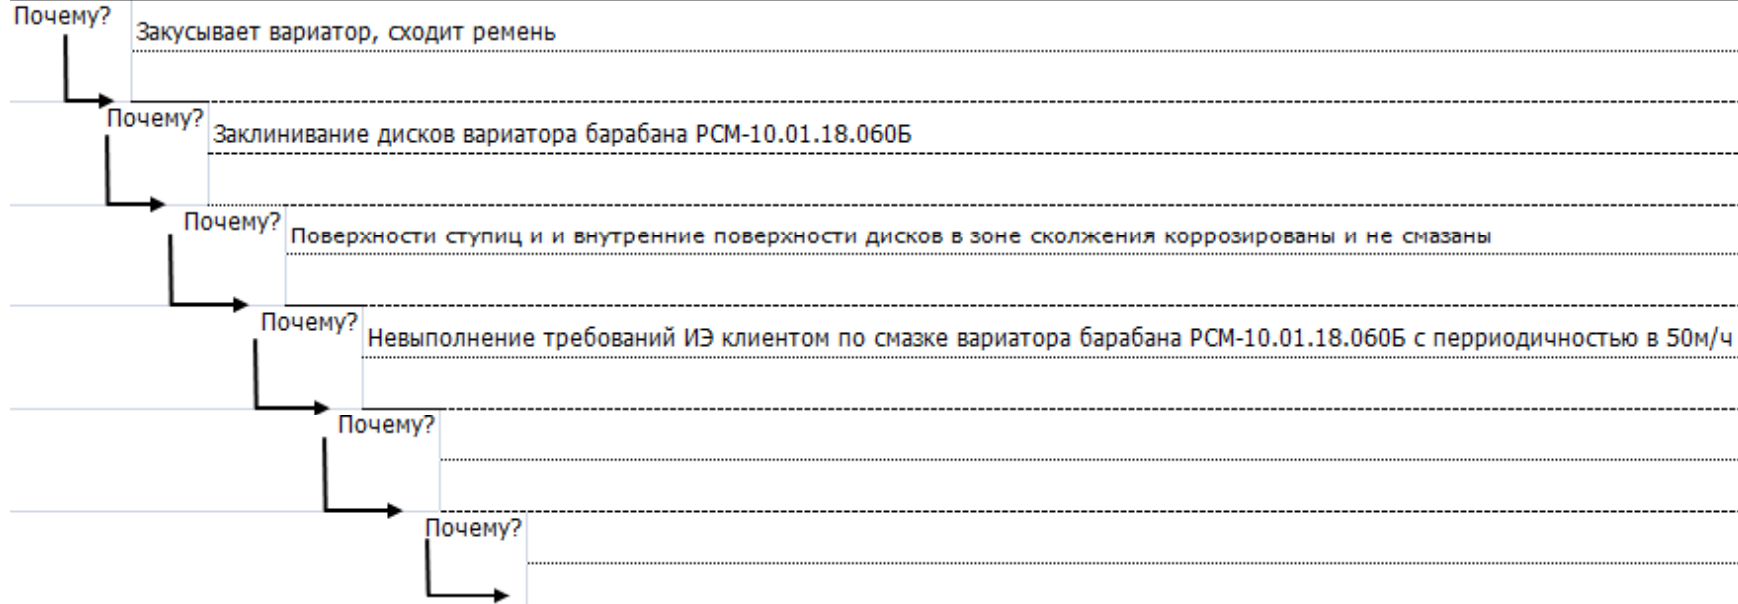 Почему?
Закусывает вариатор, сходит ремень
Почему?
Заклинивание дисков вариатора барабана РСМ-10.01.18.060Б
Почему?
Поверхности ступиц и и внутренние поверхности дисков в зоне сколжения коррозированы и не смазаны
Почему?
Невыполнение требований ИЭ клиентом по смазке вариатора барабана РСМ-10.01.18.060Б с перриодичностью в 50м/ч
Почему?
Почему?